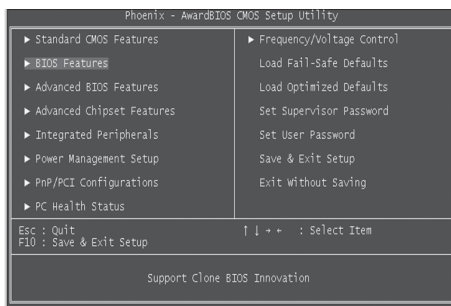 Phoenix - AwardBIOS CMOS Setup Utility
▶ Standard CMOS Features
▶ BIOS Features
▶ Advanced BIOS Features
▶ Advanced Chipset Features
▶ Integrated Peripherals
▶ Power Management Setup
▶ PnP/PCI Configurations
▶ PC Health Status
▶ Frequency/Voltage Control
Load Fail-Safe Defaults
Load Optimized Defaults
Set Supervisor Password
Set User Password
Save & Exit Setup
Exit Without Saving
Esc : Quit
F10 : Save & Exit Setup
↑ ↓ → ← : Select Item
Support Clone BIOS Innovation